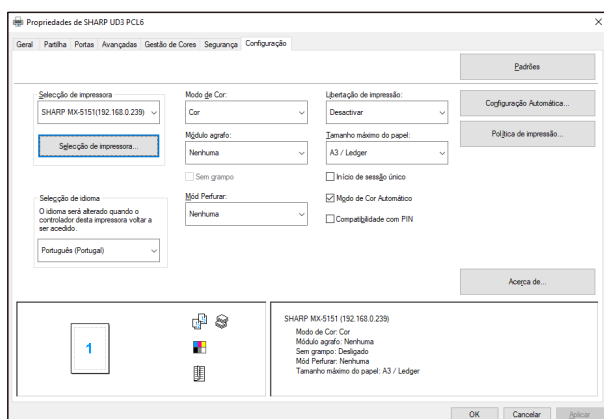 Propriedades de SHARP UD3 PCL6
Geral Partilha Portas Avançadas Gestão de Cores Segurança Configuração
Padrões
Selecção de impressora
SHARP MX-5151(192.168.0.239)
Selecção de impressora...
Modo de Cor:
Cor
Libertação de impressão:
Desactivar
Configuração Automática...
Módulo agrafo:
Nenhuma
Tamanho máximo do papel:
A3 / Ledger
Política de impressão...
Sem grampo
Início de sessão único
Selecção de idioma
O idioma será alterado quando o
controlador desta impressora voltar a
ser acedido.
Português (Portugal)
Mód Perfurar:
Nenhuma
Modo de Cor Automático
Compatibilidade com PIN
Acerca de...
1
SHARP MX-5151 (192.168.0.239)
Modo de Cor: Cor
Módulo agrafo: Nenhuma
Sem grampo: Desligado
Mód Perfurar: Nenhuma
Tamanho máximo do papel: A3 / Ledger
OK Cancelar Aplicar